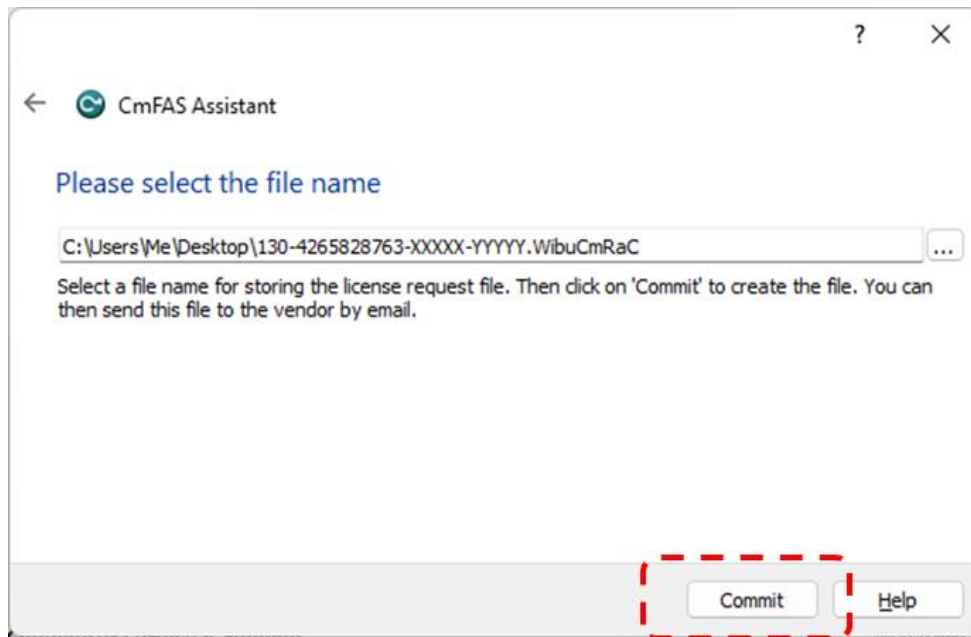 ?
CmFAS Assistant
Please select the file name
C:\Users\Me\Desktop\130-4265828763-XXXXX-YYYYY.WibuCmRaC
...
Select a file name for storing the license request file. Then click on 'Commit' to create the file. You can
then send this file to the vendor by email.
Commit
Help